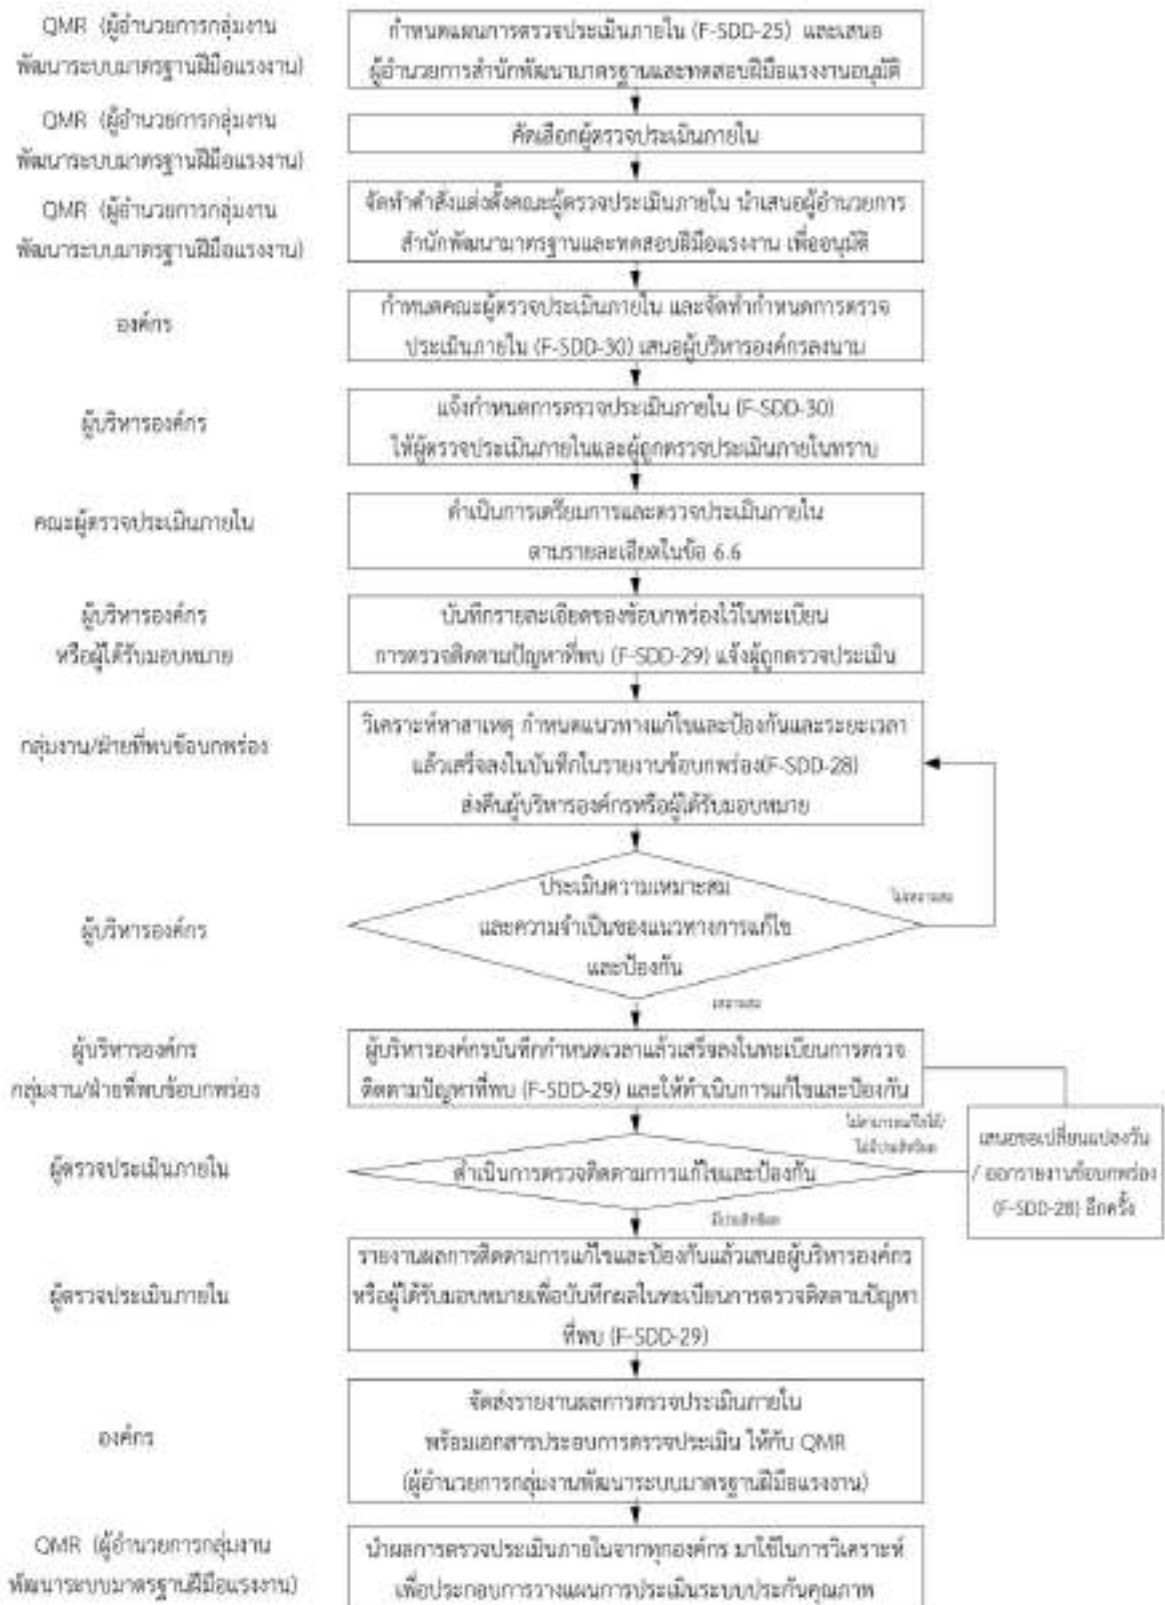 QMR (ผู้อำนวยการกลุ่มงาน
พัฒนาระบบมาตรฐานฝีมือแรงงาน)
กำหนดแผนการตรวจประเมินภายใน (F-SDD-25) และเสนอ
ผู้อำนวยการสำนักพัฒนามาตรฐานและทดสอบฝีมือแรงงานอนุมัติ
QMR (ผู้อำนวยการกลุ่มงาน
พัฒนาระบบมาตรฐานฝีมือแรงงาน)
คัดเลือกผู้ตรวจประเมินภายใน
QMR (ผู้อำนวยการกลุ่มงาน
พัฒนาระบบมาตรฐานฝีมือแรงงาน)
จัดทำคำสั่งแต่งตั้งคณะผู้ตรวจประเมินภายใน นำเสนอผู้อำนวยการ
สำนักพัฒนามาตรฐานและทดสอบฝีมือแรงงาน เพื่ออนุมัติ
องค์กร
กำหนดคณะผู้ตรวจประเมินภายใน และจัดทำกำหนดการตรวจ
ประเมินภายใน (F-SDD-30) เสนอผู้บริหารองค์กรลงนาม
ผู้บริหารองค์กร
แจ้งกำหนดการตรวจประเมินภายใน (F-SDD-30)
ให้ผู้ตรวจประเมินภายในและผู้ถูกตรวจประเมินภายในทราบ
คณะผู้ตรวจประเมินภายใน
ดำเนินการเตรียมการและตรวจประเมินภายใน
ตามรายละเอียดในข้อ 6.6
ผู้บริหารองค์กร
หรือผู้ได้รับมอบหมาย
บันทึกรายละเอียดของข้อบกพร่องไว้ในทะเบียน
การตรวจติดตามปัญหาที่พบ (F-SDD-29) แจ้งผู้ถูกตรวจประเมิน
กลุ่มงาน/ฝ่ายที่พบข้อบกพร่อง
วิเคราะห์หาสาเหตุ กำหนดแนวทางแก้ไขและป้องกันและระยะเวลา
แล้วเสร็จลงในบันทึกในรายงานข้อบกพร่อง(F-SDD-28)
ส่งคืนผู้บริหารองค์กรหรือผู้ได้รับมอบหมาย
ผู้บริหารองค์กร
ประเมินความเหมาะสม
และความจำเป็นของแนวทางการแก้ไข
และป้องกัน
ไม่เหมาะสม
เหมาะสม
ผู้บริหารองค์กร
กลุ่มงาน/ฝ่ายที่พบข้อบกพร่อง
ผู้บริหารองค์กรบันทึกกำหนดเวลาแล้วเสร็จลงในทะเบียนการตรวจ
ติดตามปัญหาที่พบ (F-SDD-29) และให้ดำเนินการแก้ไขและป้องกัน
ไม่สามารถแก้ไขได้/
ไม่มีประสิทธิผล
เสนอขอเปลี่ยนแปลงวัน
/ ออกรายงานข้อบกพร่อง
(F-SDD-28) อีกครั้ง
ผู้ตรวจประเมินภายใน
ดำเนินการตรวจติดตามการแก้ไขและป้องกัน
มีประสิทธิผล
ผู้ตรวจประเมินภายใน
รายงานผลการติดตามการแก้ไขและป้องกันแล้วเสนอผู้บริหารองค์กร
หรือผู้ได้รับมอบหมายเพื่อบันทึกผลในทะเบียนการตรวจติดตามปัญหา
ที่พบ (F-SDD-29)
องค์กร
จัดส่งรายงานผลการตรวจประเมินภายใน
พร้อมเอกสารประอบการตรวจประเมิน ให้กับ QMR
(ผู้อำนวยการกลุ่มงานพัฒนาระบบมาตรฐานฝีมือแรงงาน)
QMR (ผู้อำนวยการกลุ่มงาน
พัฒนาระบบมาตรฐานฝีมือแรงงาน)
นำผลการตรวจประเมินภายในจากทุกองค์กร มาใช้ในการวิเคราะห์
เพื่อประกอบการวางแผนการประเมินระบบประกันคุณภาพ